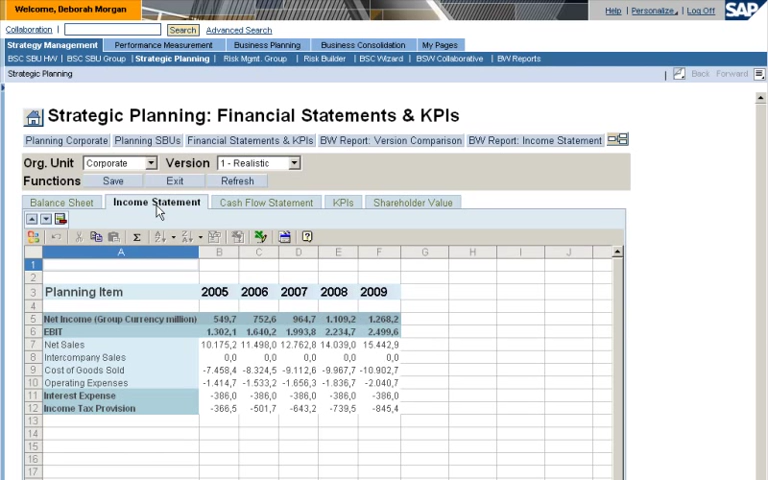 Welcome, Deborah Morgan
Help | Personalize | Log Off
SAP
Collaboration | Search Advanced Search
Strategy Management Performance Measurement Business Planning Business Consolidation My Pages
BSC SBU HW | BSC SBU Group | Strategic Planning | Risk Mgmt. Group | Risk Builder | BSC Wizard | BSW Colaborative | BW Reports
Strategic Planning | Back Forward
Strategic Planning: Financial Statements & KPIs
Planning Corporate Planning SBUs Financial Statements & KPIs BW Report: Version Comparison BW Report: Income Statement
Org. Unit Corporate Version 1 - Realistic
Functions Save Exit Refresh
Balance Sheet Income Statement Cash Flow Statement KPIs Shareholder Value
A B C D E F G H I J
1
2
3 Planning Item 2005 2006 2007 2008 2009
4
5 Net Income (Group Currency million) 549,7 752,6 964,7 1.109,2 1.268,2
6 EBIT 1.302,1 1.640,2 1.993,8 2.234,7 2.499,6
7 Net Sales 10.175,2 11.498,0 12.762,8 14.039,0 15.442,9
8 Intercompany Sales 0,0 0,0 0,0 0,0 0,0
9 Cost of Goods Sold -7.458,4 -8.324,5 -9.112,6 -9.967,7 -10.902,7
10 Operating Expenses -1.414,7 -1.533,2 -1.656,3 -1.836,7 -2.040,7
11 Interest Expense -386,0 -386,0 -386,0 -386,0 -386,0
12 Income Tax Provision -366,5 -501,7 -643,2 -739,5 -845,4
13
14
15
16
17